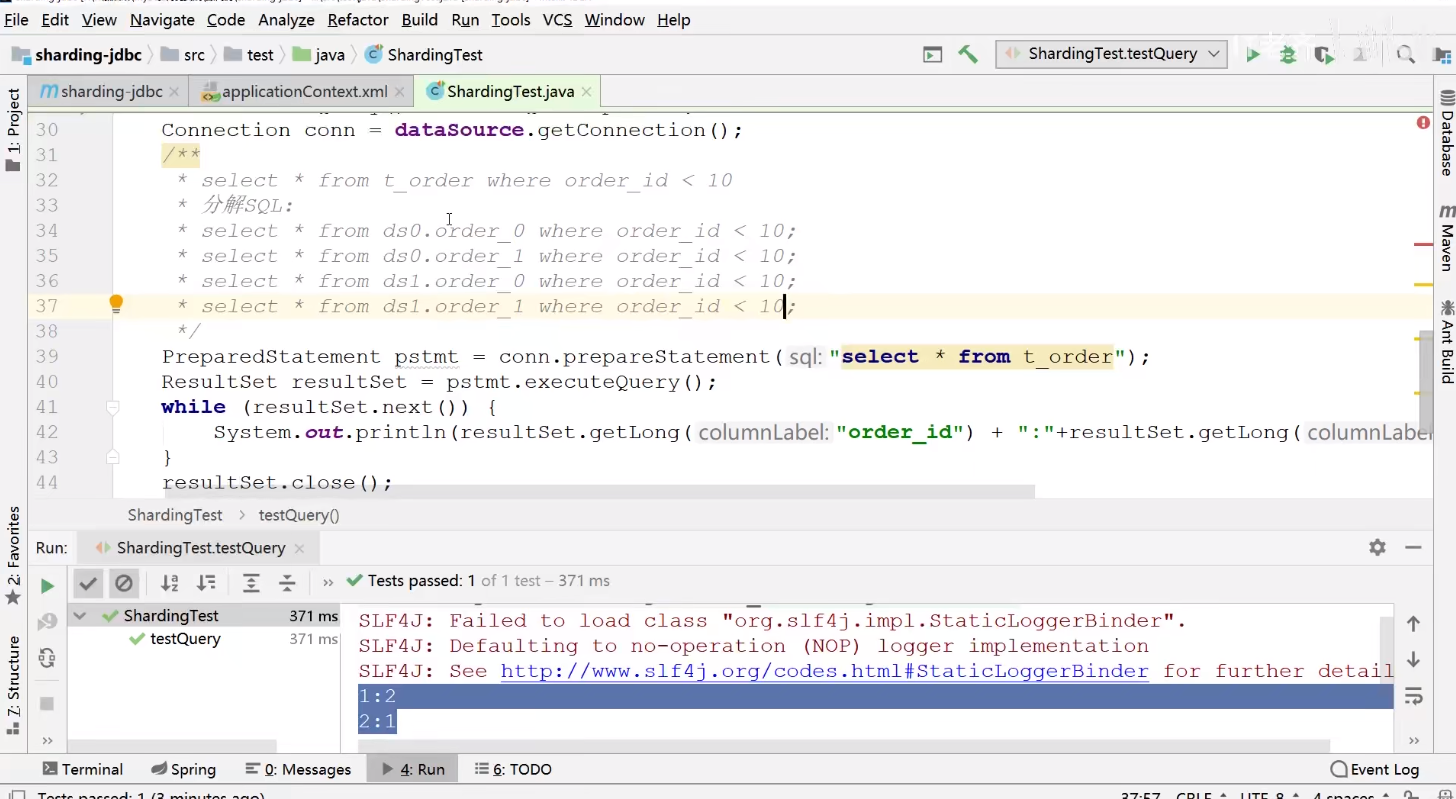 File Edit View Navigate Code Analyze Refactor Build Run Tools VCS Window Help
sharding-jdbc src test java ShardingTest ShardingTest.testQuery
sharding-jdbc applicationContext.xml ShardingTest.java
1: Project
2: Favorites
7: Structure
Database
Maven
Ant Build
30 Connection conn = dataSource.getConnection();
31 /**
32 * select * from t_order where order_id < 10
33 * 分解SQL:
34 * select * from ds0.order_0 where order_id < 10;
35 * select * from ds0.order_1 where order_id < 10;
36 * select * from ds1.order_0 where order_id < 10;
37 * select * from ds1.order_1 where order_id < 10;
38 */
39 PreparedStatement pstmt = conn.prepareStatement( sql: "select * from t_order");
40 ResultSet resultSet = pstmt.executeQuery();
41 while (resultSet.next()) {
42 System.out.println(resultSet.getLong( columnLabel: "order_id") + ":"+resultSet.getLong( columnLabel
43 }
44 resultSet.close();
ShardingTest testQuery()
Run: ShardingTest.testQuery
Tests passed: 1 of 1 test – 371 ms
ShardingTest 371 ms
testQuery 371 ms
SLF4J: Failed to load class "org.slf4j.impl.StaticLoggerBinder".
SLF4J: Defaulting to no-operation (NOP) logger implementation
SLF4J: See http://www.slf4j.org/codes.html#StaticLoggerBinder for further detail
1:2
2:1
Terminal Spring 0: Messages 4: Run 6: TODO Event Log
Tests passed: 1 (3 minutes ago) 37:57 CRLF UTF-8 4 spaces